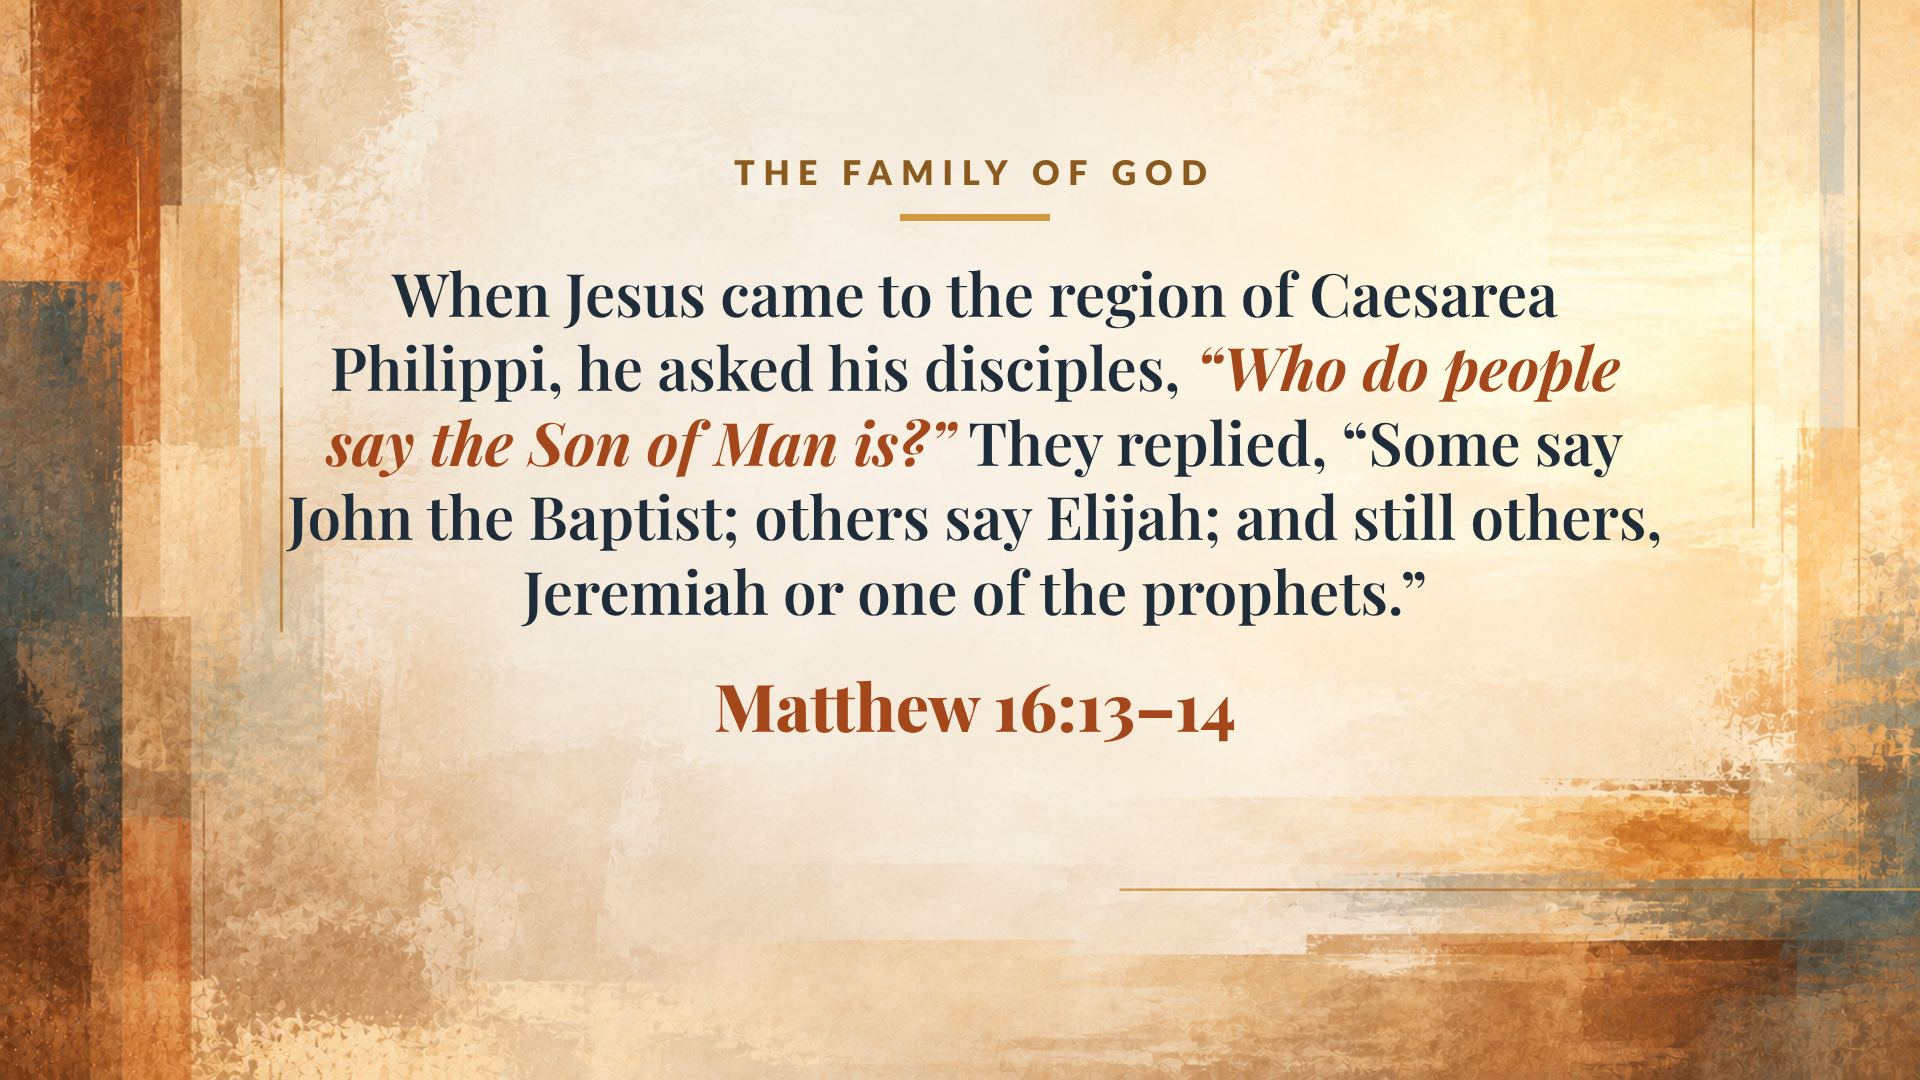 THE FAMILY OF GOD
When Jesus came to the region of Caesarea
Philippi, he asked his disciples, “Who do people
say the Son of Man is?” They replied, “Some say
John the Baptist; others say Elijah; and still others,
Jeremiah or one of the prophets.”
Matthew 16:13–14